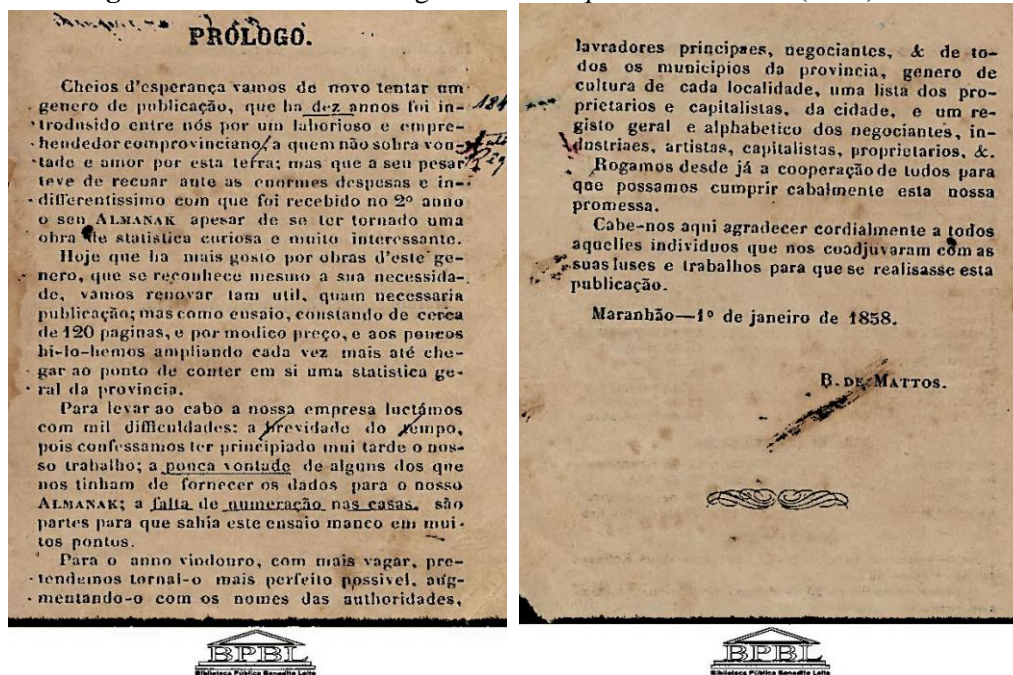 PRÓLOGO.
Cheios d'esperança vamos de novo tentar um
genero de publicação, que ha dez annos foi in-
trodusido entre nós por um laborioso e empre-
hendedor comprovinciano, a quem não sobra von-
tade e amor por esta terra; mas que a seu pesar
teve de recuar ante as enormes despesas e in-
differentissimo com que foi recebido no 2º anno
o seu ALMANAK apesar de se ter tornado uma
obra de statistica curiosa e muito interessante.
Hoje que ha mais gosto por obras d'este ge-
nero, que se reconhece mesmo a sua necessida-
de, vamos renovar tam util, quam necessaria
publicação; mas como ensaio, constando de cerca
de 120 paginas, e por modico preço, e aos poucos
hi-lo-hemos ampliando cada vez mais até che-
gar ao ponto de conter em si uma statistica ge-
ral da provincia.
Para levar ao cabo a nossa empresa luctámos
com mil difficuldades: a brevidade do tempo,
pois confessamos ter principiado mui tarde o nos-
so trabalho; a pouca vontade de alguns dos que
nos tinham de fornecer os dados para o nosso
ALMANAK; a falta de numeração nas casas, são
partes para que sahia este ensaio manco em mui-
tos pontos.
Para o anno vindouro, com mais vagar, pre-
tendemos tornal-o mais perfeito possivel, aug-
mentando-o com os nomes das authoridades,
BPBL
Biblioteca Pública Benedito Leite
lavradores principaes, negociantes, & de to-
dos os municipios da provincia, genero de
cultura de cada localidade, uma lista dos pro-
prietarios e capitalistas, da cidade, e um re-
gisto geral e alphabetico dos negociantes, in-
dustriaes, artistas, capitalistas, proprietarios, &.
Rogamos desde já a cooperação de todos para
que possamos cumprir cabalmente esta nossa
promessa.
Cabe-nos aqui agradecer cordialmente a todos
aquelles individuos que nos coadjuvaram com as
suas luses e trabalhos para que se realisasse esta
publicação.
Maranhão—1º de janeiro de 1858.
B. DE MATTOS.
BPBL
Biblioteca Pública Benedito Leite